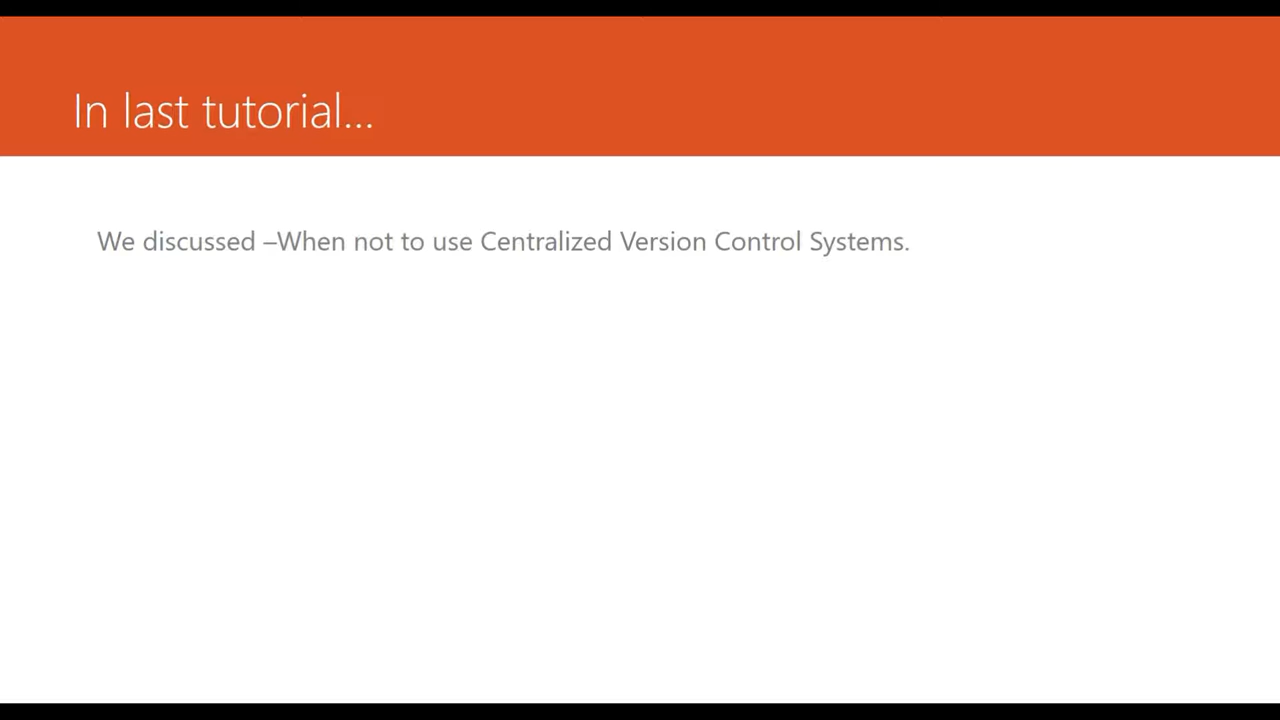 In last tutorial...
We discussed –When not to use Centralized Version Control Systems.